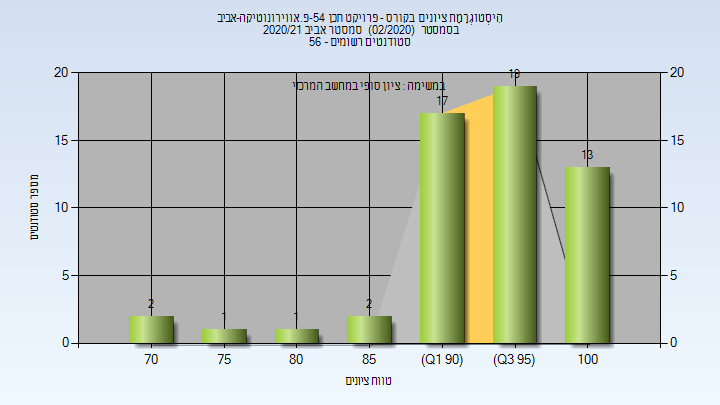 היסטוגרמת ציונים בקורס - פרויקט תכן 9-54.אווירונוטיקה-אביב
בסמסטר (02/2020) סמסטר אביב 2020/21
סטודנטים רשומים - 56
במשימה : ציון סופי במחשב המרכזי
20 20
15 15
10 10
5 5
0 0
2 1 1 2 17 19 13
70 75 80 85 (Q1 90) (Q3 95) 100
מספר סטודנטים
טווח ציונים